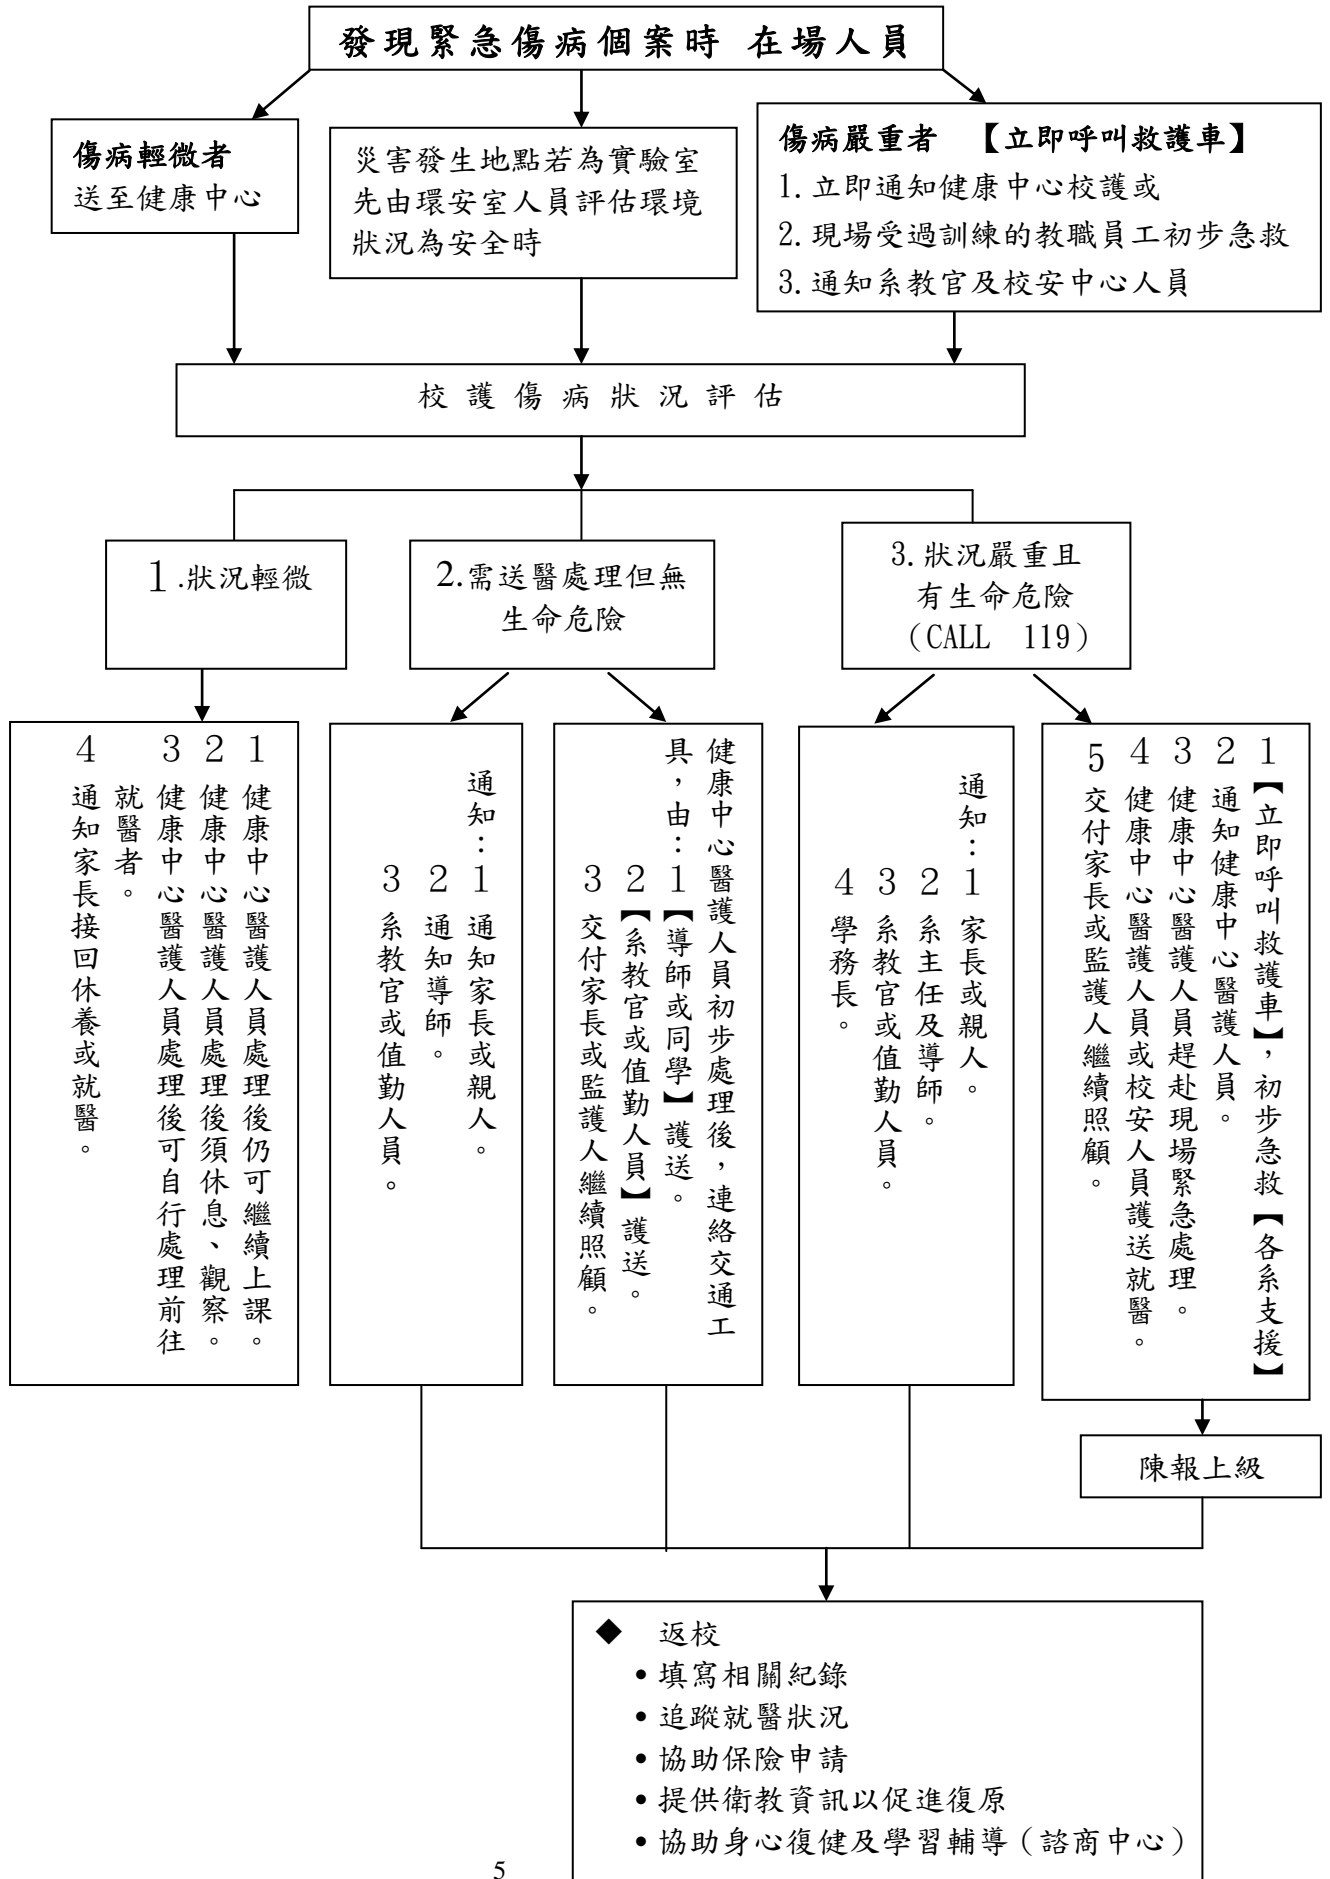 發現緊急傷病個案時 在場人員
傷病輕微者
送至健康中心
災害發生地點若為實驗室
先由環安室人員評估環境
狀況為安全時
傷病嚴重者 【立即呼叫救護車】
1.立即通知健康中心校護或
2.現場受過訓練的教職員工初步急救
3.通知系教官及校安中心人員
校護傷病狀況評估
1.狀況輕微
2.需送醫處理但無
生命危險
3.狀況嚴重且
有生命危險
(CALL 119)
1 健康中心醫護人員處理後仍可繼續上課。
2 健康中心醫護人員處理後須休息、觀察。
3 健康中心醫護人員處理後可自行處理前往
就醫者。
4 通知家長接回休養或就醫。
通知：1 通知家長或親人。
2 通知導師。
3 系教官或值勤人員。
健康中心醫護人員初步處理後，連絡交通工
具，由：1【導師或同學】護送。
2【系教官或值勤人員】護送。
3 交付家長或監護人繼續照顧。
通知：1 家長或親人。
2 系主任及導師。
3 系教官或值勤人員。
4 學務長。
1【立即呼叫救護車】，初步急救【各系支援】
2 通知健康中心醫護人員。
3 健康中心醫護人員趕赴現場緊急處理。
4 健康中心醫護人員或校安人員護送就醫。
5 交付家長或監護人繼續照顧。
陳報上級
◆ 返校
•填寫相關紀錄
•追蹤就醫狀況
•協助保險申請
•提供衛教資訊以促進復原
•協助身心復健及學習輔導（諮商中心）
5